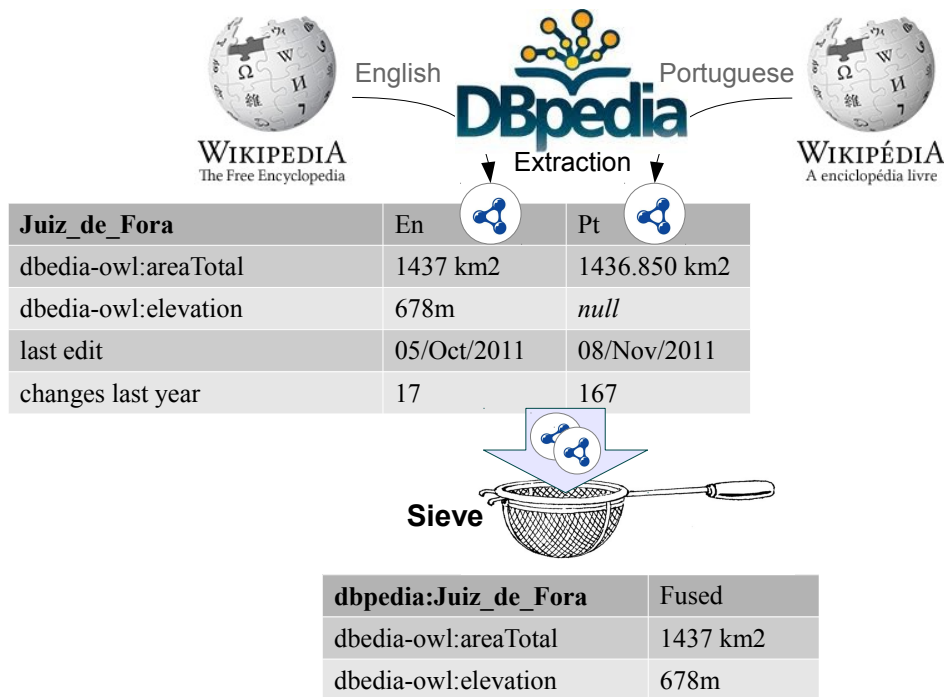 English
Portuguese
DBpedia
WIKIPEDIA
The Free Encyclopedia
Extraction
WIKIPÉDIA
A enciclopédia livre
Juiz_de_Fora En Pt
dbedia-owl:areaTotal 1437 km2 1436.850 km2
dbedia-owl:elevation 678m null
last edit 05/Oct/2011 08/Nov/2011
changes last year 17 167
Sieve
dbpedia:Juiz_de_Fora Fused
dbedia-owl:areaTotal 1437 km2
dbedia-owl:elevation 678m